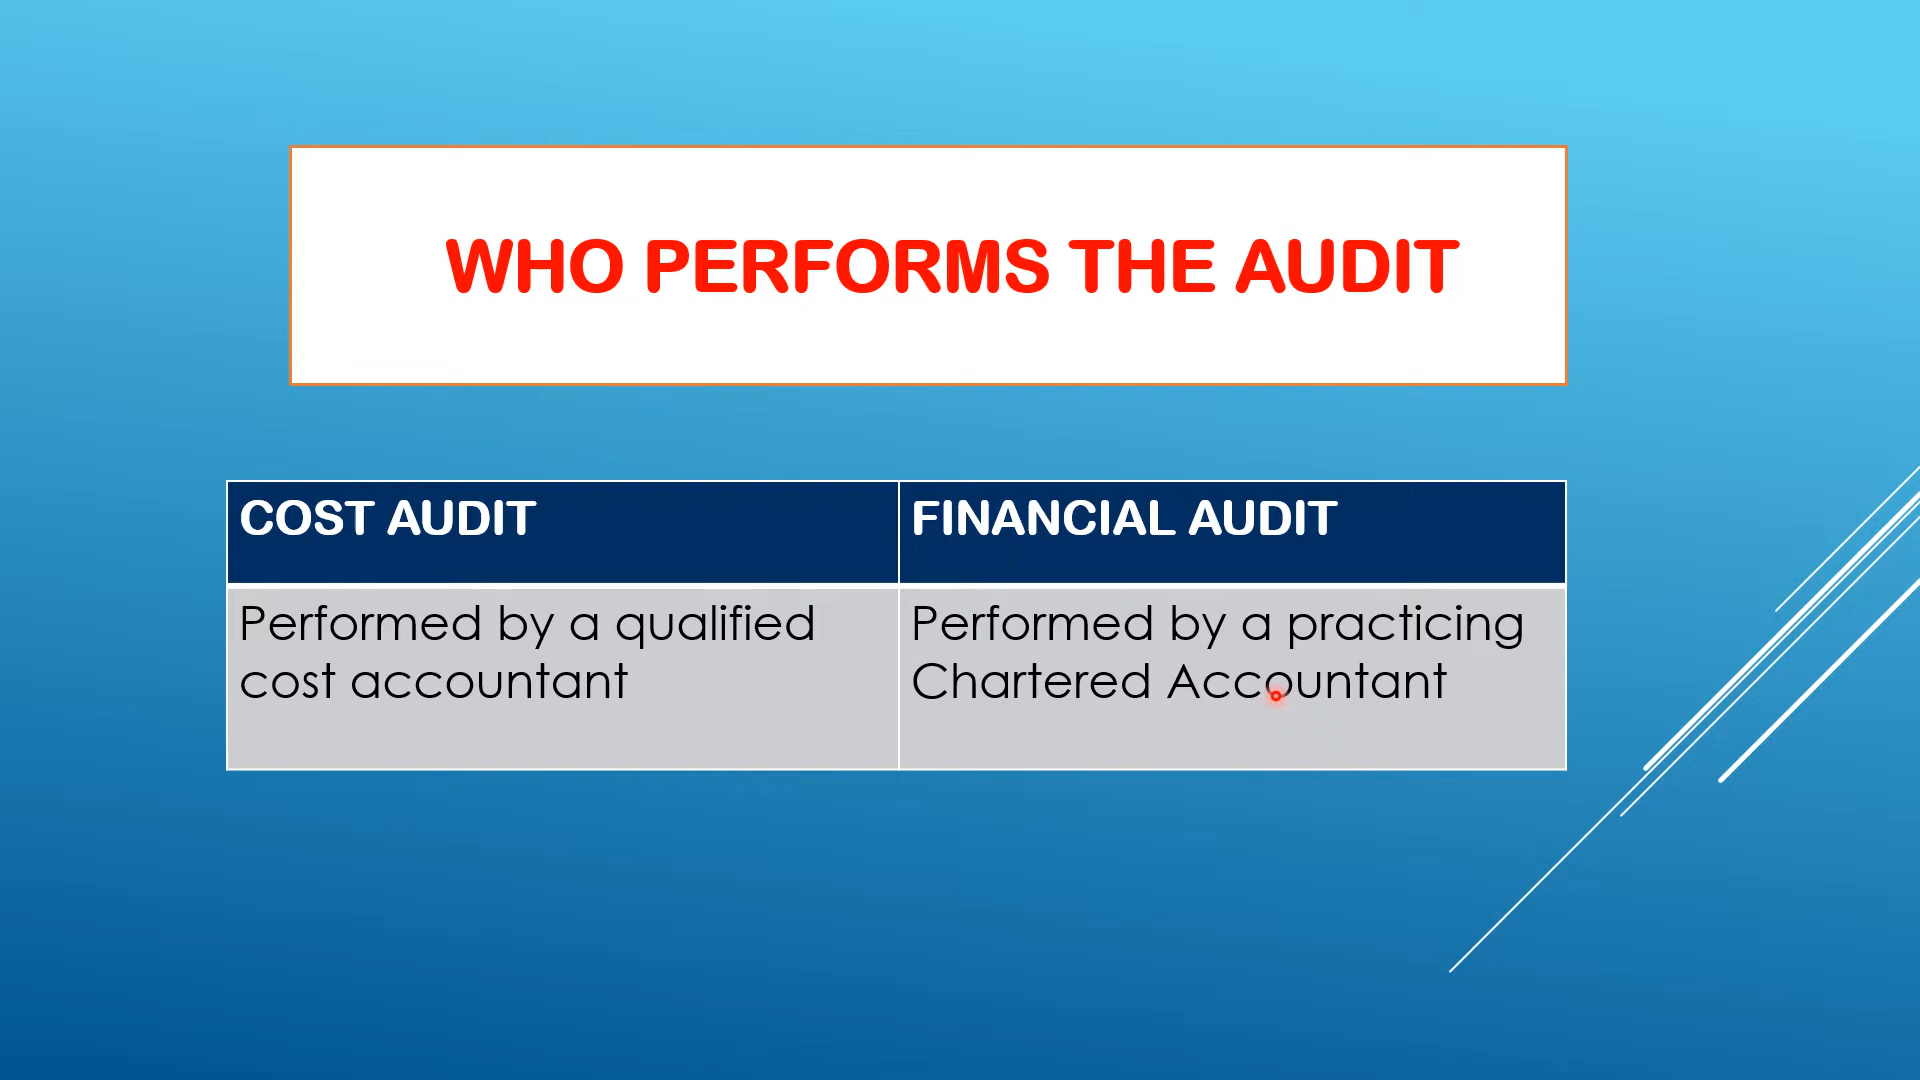 WHO PERFORMS THE AUDIT
COST AUDIT
FINANCIAL AUDIT
Performed by a qualified
cost accountant
Performed by a practicing
Chartered Accountant